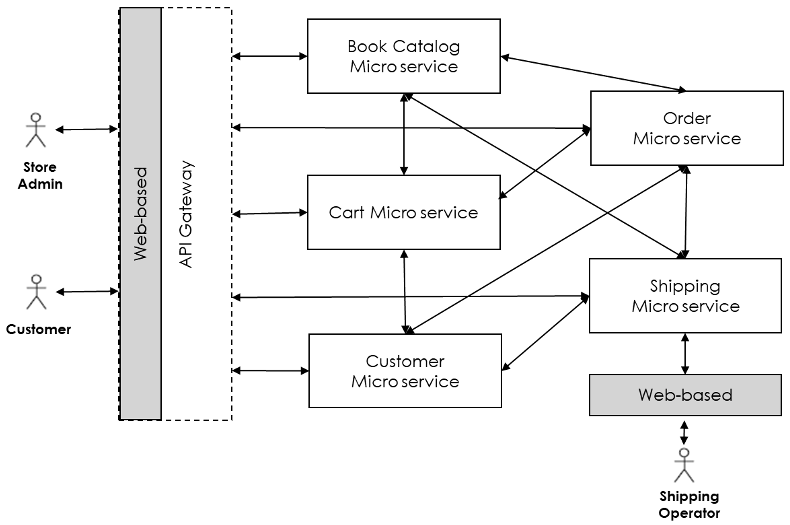 Book Catalog
Micro service
Order
Micro service
Store
Admin
Web-based
API Gateway
Cart Micro service
Customer
Shipping
Micro service
Customer
Micro service
Web-based
Shipping
Operator